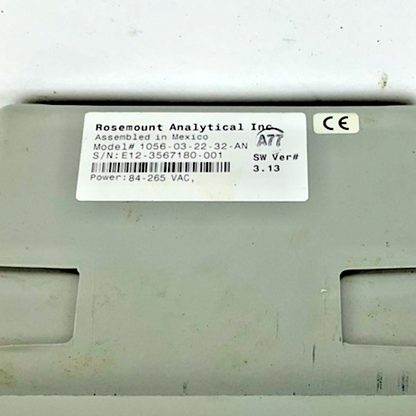 Rosemount Analytical Inc.
Assembled in Mexico
Model# 1056-03-22-32-AN
A77
S/N:E12-3567180-001
SW Ver#
3.13
Power: 84-265 VAC,
CE